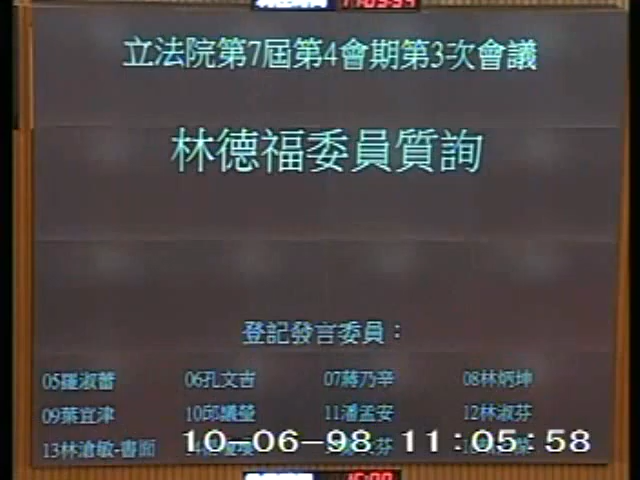 立法院第7屆第4會期第3次會議
林德福委員質詢
登記發言委員：
05羅淑蕾 06孔文吉 07蔣乃辛 08林炳坤
09葉宜津 10邱議瑩 11潘孟安 12林淑芬
13林滄敏-書面
10-06-98 11:05:58